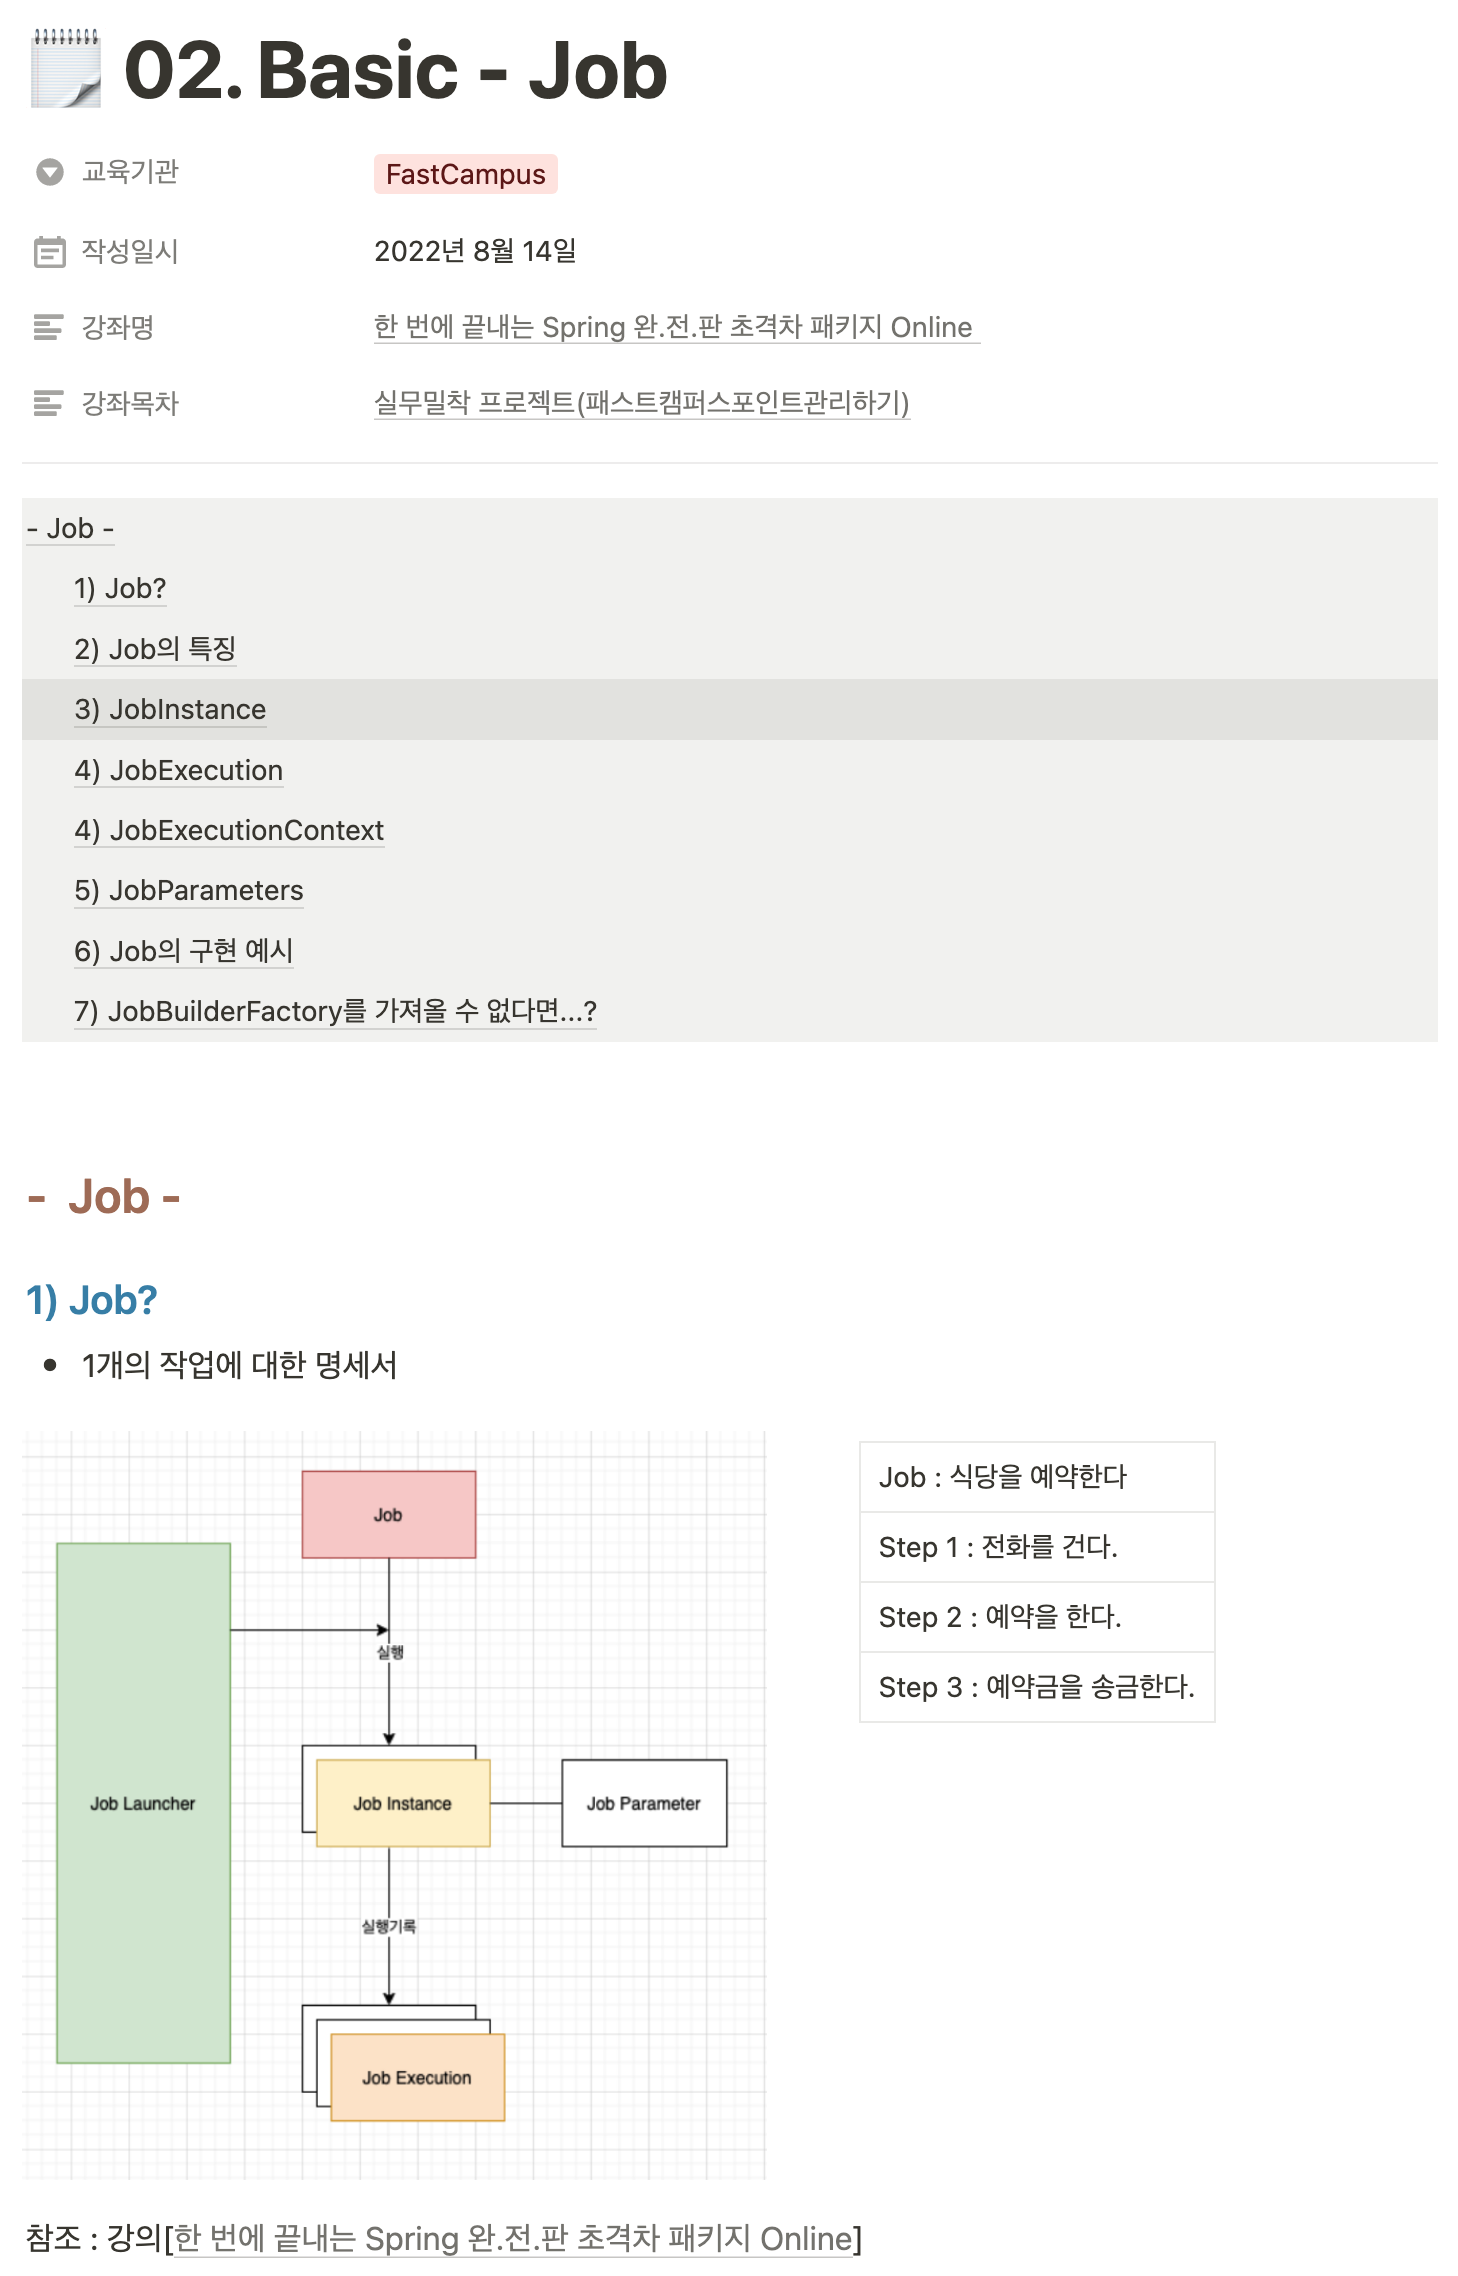 02. Basic - Job
교육기관 FastCampus
작성일시 2022년 8월 14일
강좌명 한 번에 끝내는 Spring 완.전.판 초격차 패키지 Online
강좌목차 실무밀착 프로젝트(패스트캠퍼스포인트관리하기)
- Job -
1) Job?
2) Job의 특징
3) JobInstance
4) JobExecution
4) JobExecutionContext
5) JobParameters
6) Job의 구현 예시
7) JobBuilderFactory를 가져올 수 없다면...?
- Job -
1) Job?
• 1개의 작업에 대한 명세서
Job
실행
Job Launcher
Job Instance
Job Parameter
실행기록
Job Execution
Job : 식당을 예약한다
Step 1 : 전화를 건다.
Step 2 : 예약을 한다.
Step 3 : 예약금을 송금한다.
참조 : 강의[한 번에 끝내는 Spring 완.전.판 초격차 패키지 Online]